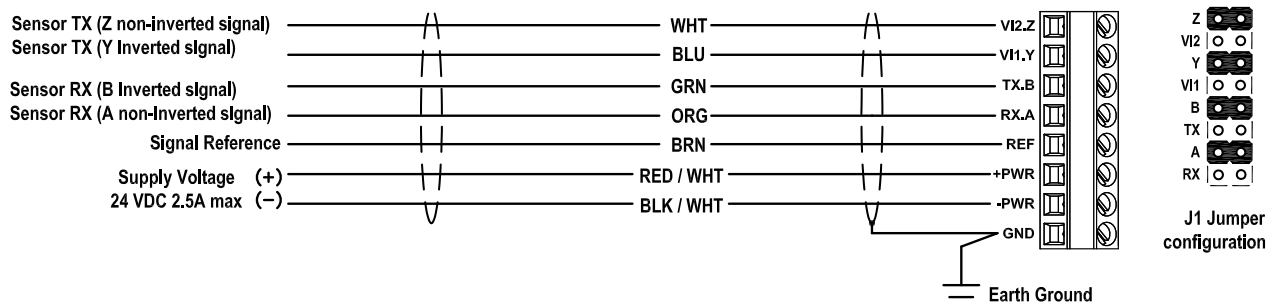 Sensor TX (Z non-inverted signal) WHT VI2.Z
Sensor TX (Y Inverted signal) BLU VI1.Y
Sensor RX (B Inverted signal) GRN TX.B
Sensor RX (A non-Inverted signal) ORG RX.A
Signal Reference BRN REF
Supply Voltage (+) RED / WHT +PWR
24 VDC 2.5A max (−) BLK / WHT -PWR
GND
Earth Ground
Z
VI2
Y
VI1
B
TX
A
RX
J1 Jumper
configuration